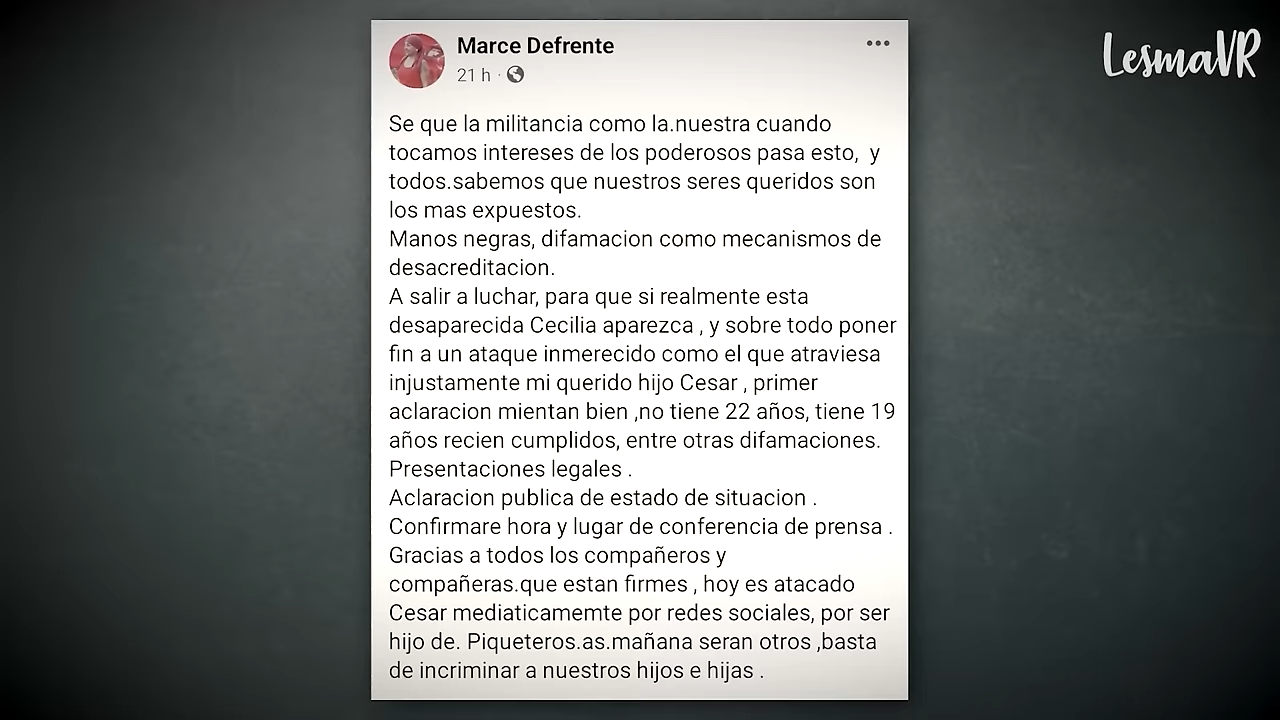 LesmaVR
Marce Defrente
21 h ·
Se que la militancia como la.nuestra cuando
tocamos intereses de los poderosos pasa esto,  y
todos.sabemos que nuestros seres queridos son
los mas expuestos.
Manos negras, difamacion como mecanismos de
desacreditacion.
A salir a luchar, para que si realmente esta
desaparecida Cecilia aparezca , y sobre todo poner
fin a un ataque inmerecido como el que atraviesa
injustamente mi querido hijo Cesar , primer
aclaracion mientan bien ,no tiene 22 años, tiene 19
años recien cumplidos, entre otras difamaciones.
Presentaciones legales .
Aclaracion publica de estado de situacion .
Confirmare hora y lugar de conferencia de prensa .
Gracias a todos los compañeros y
compañeras.que estan firmes , hoy es atacado
Cesar mediaticamemte por redes sociales, por ser
hijo de. Piqueteros.as.mañana seran otros ,basta
de incriminar a nuestros hijos e hijas .